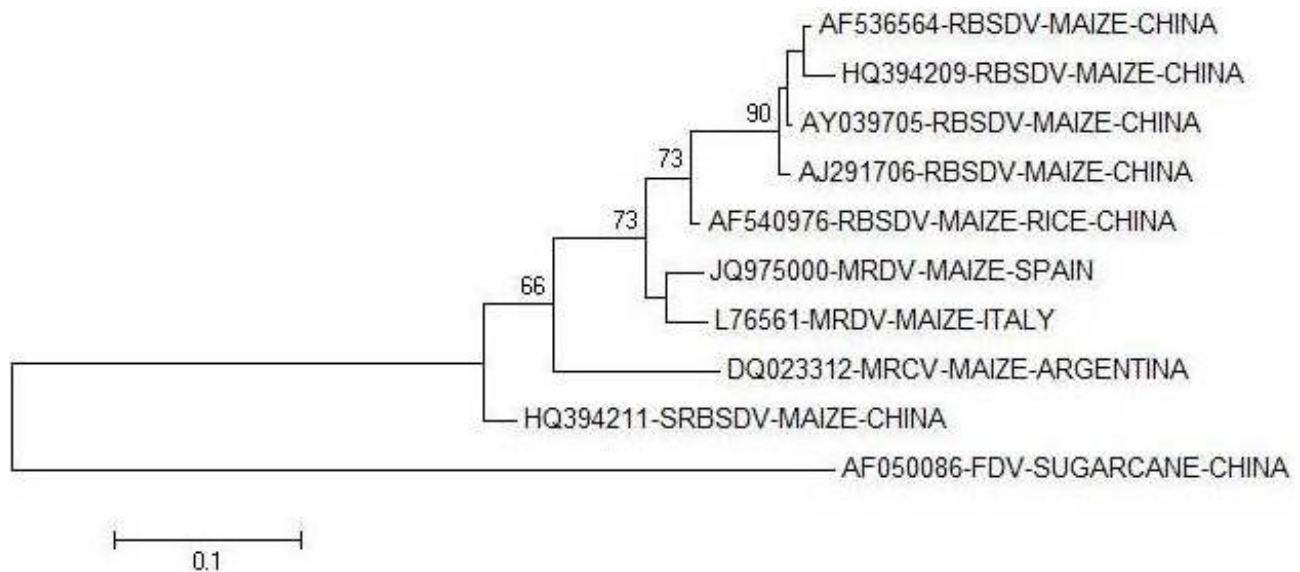 AF536564-RBSDV-MAIZE-CHINA
HQ394209-RBSDV-MAIZE-CHINA
90
AY039705-RBSDV-MAIZE-CHINA
73
AJ291706-RBSDV-MAIZE-CHINA
73
AF540976-RBSDV-MAIZE-RICE-CHINA
JQ975000-MRDV-MAIZE-SPAIN
66
L76561-MRDV-MAIZE-ITALY
DQ023312-MRCV-MAIZE-ARGENTINA
HQ394211-SRBSDV-MAIZE-CHINA
AF050086-FDV-SUGARCANE-CHINA
0.1